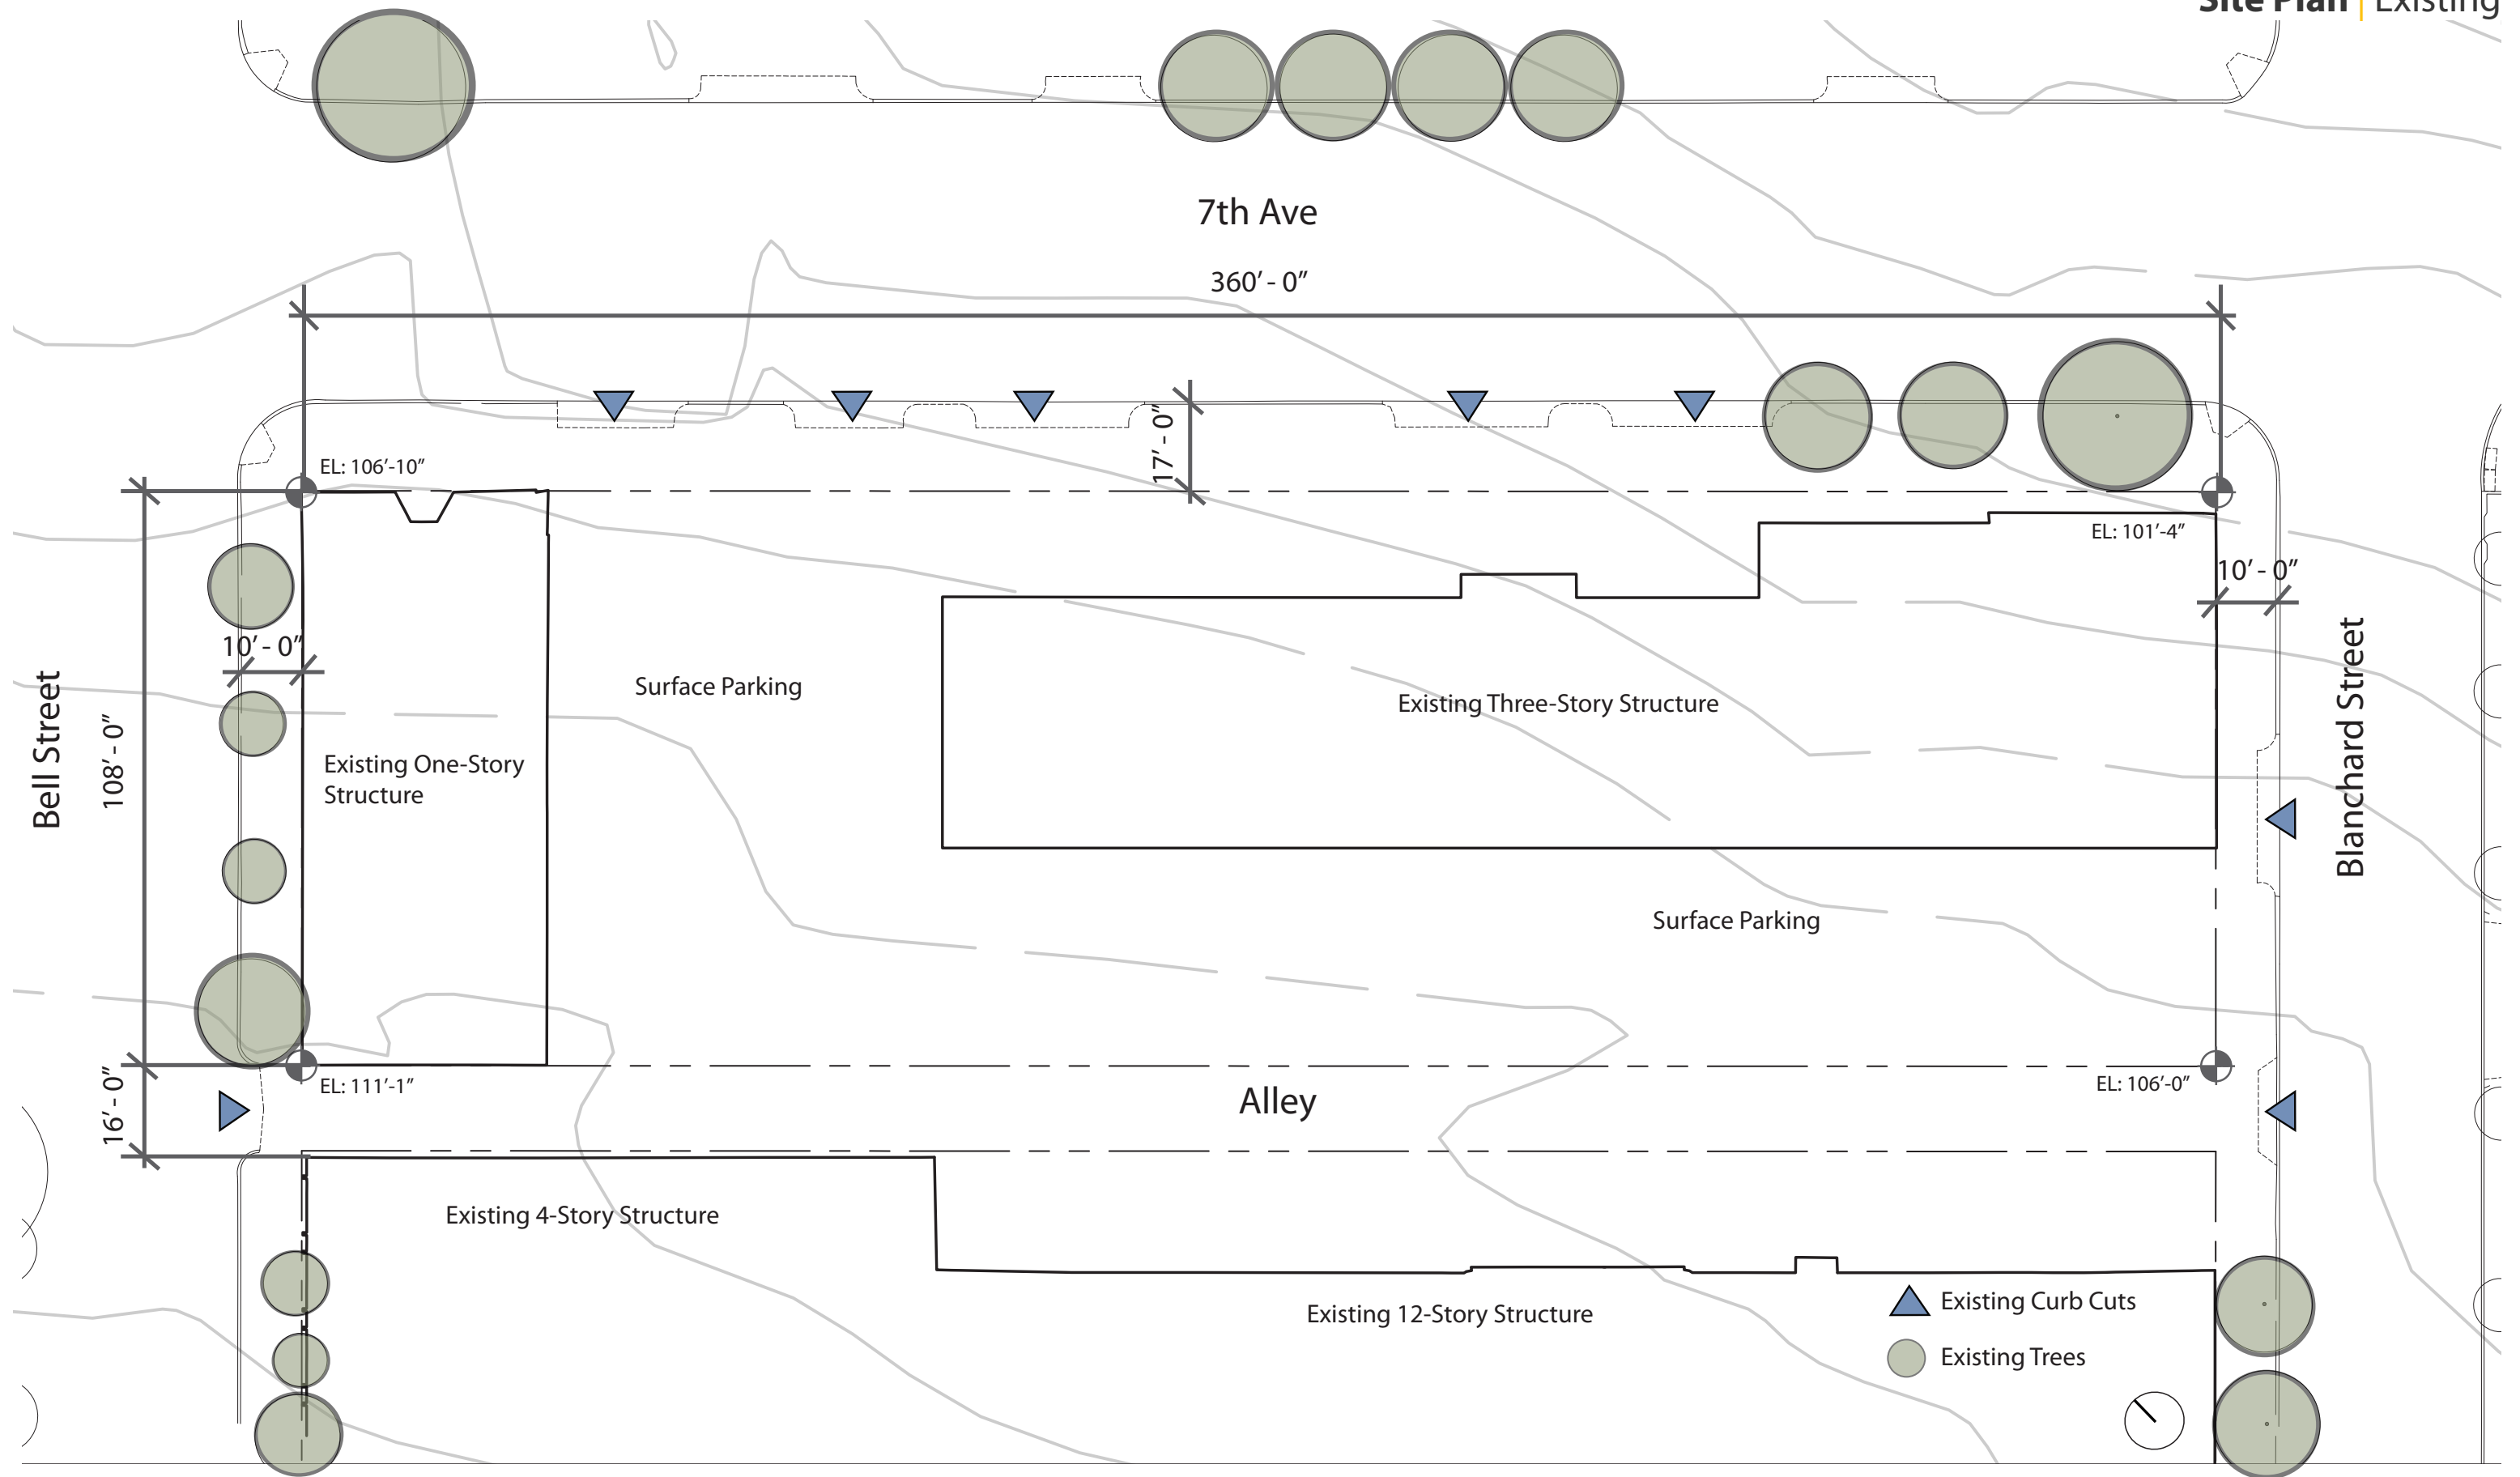 Site Plan | Existing
7th Ave
360’ - 0”
17’ - 0”
EL: 106’-10”
EL: 101’-4”
10’ - 0”
10’ - 0”
Bell Street
108’ - 0”
Surface Parking
Existing Three-Story Structure
Existing One-Story
Structure
Blanchard Street
Surface Parking
EL: 111’-1”
EL: 106’-0”
16’ - 0”
Alley
Existing 4-Story Structure
Existing 12-Story Structure
Existing Curb Cuts
Existing Trees